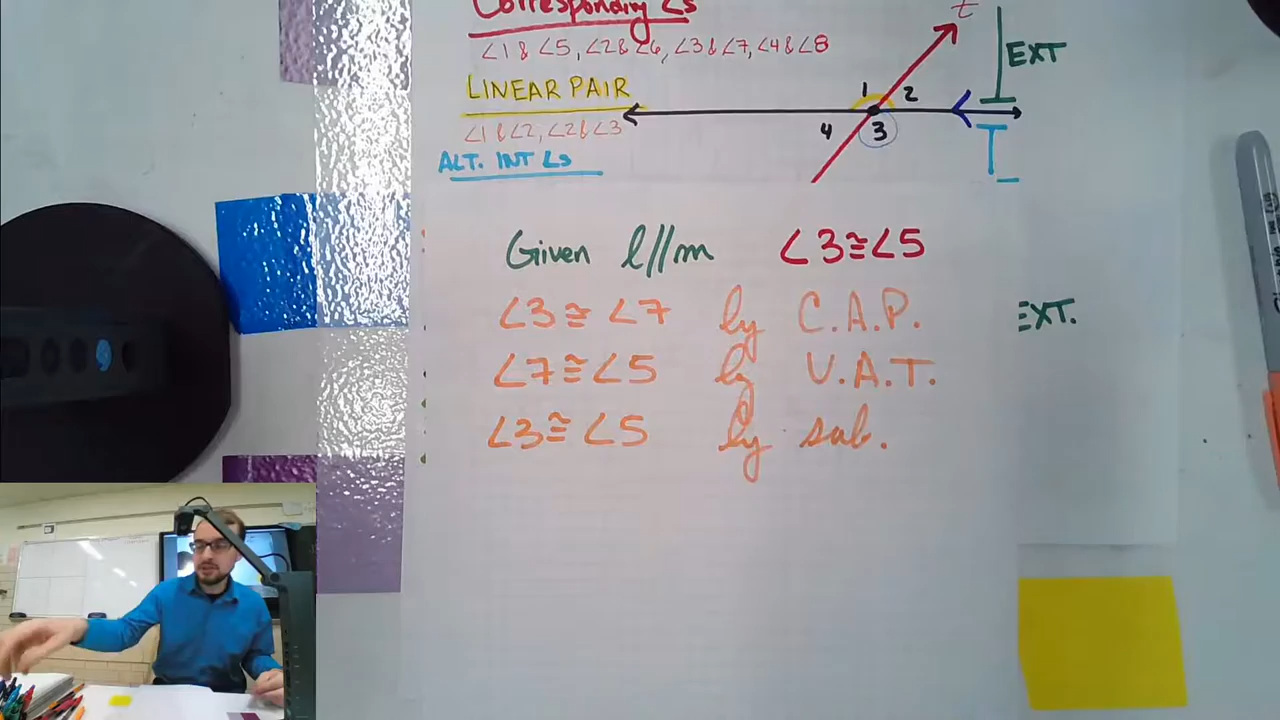 Corresponding ∠s
∠1 & ∠5, ∠2 & ∠6, ∠3 & ∠7, ∠4 & ∠8
LINEAR PAIR
∠1 & ∠2, ∠2 & ∠3
ALT. INT ∠s
t
EXT
1 2
4 3
Given l//m ∠3≅∠5
∠3≅∠7 by C.A.P.
EXT.
∠7≅∠5 by V.A.T.
∠3≅∠5 by sub.